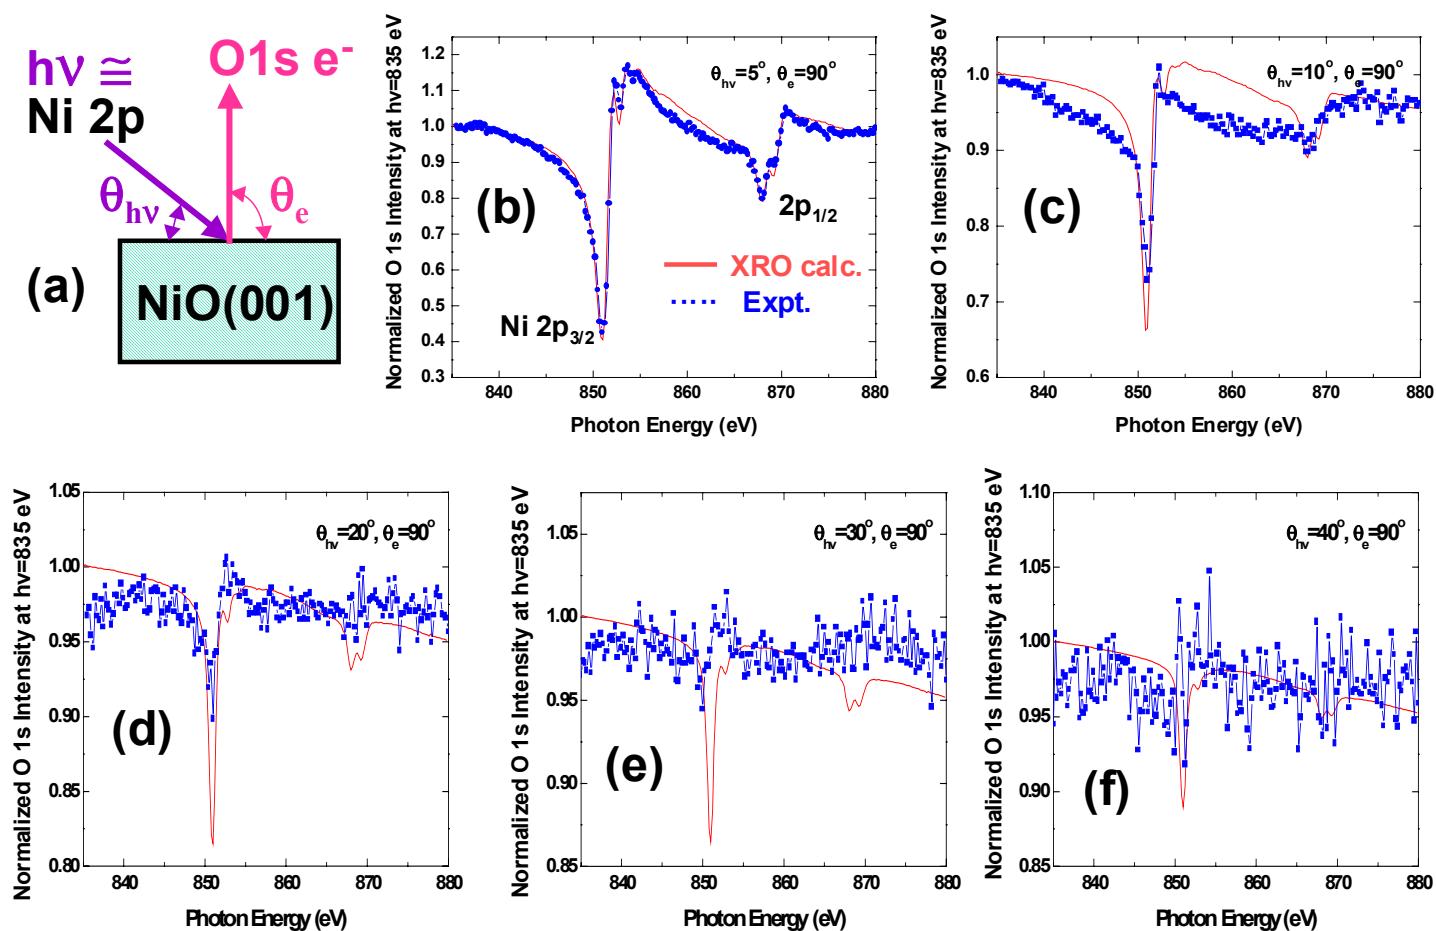 hν ≅
Ni 2p
O1s e-
θhν
θe
NiO(001)
(a)
Normalized O 1s Intensity at hν=835 eV
1.2
1.1
1.0
0.9
0.8
0.7
0.6
0.5
0.4
0.3
θhν=5°, θe=90°
(b)
2p1/2
XRO calc.
Expt.
Ni 2p3/2
840 850 860 870 880
Photon Energy (eV)
Normalized O 1s Intensity at hν=835 eV
1.0
0.9
0.8
0.7
0.6
θhν=10°, θe=90°
(c)
840 850 860 870 880
Photon Energy (eV)
Normalized O 1s Intensity at hν=835 eV
1.05
1.00
0.95
0.90
0.85
0.80
θhν=20°, θe=90°
(d)
840 850 860 870 880
Photon Energy (eV)
Normalized O 1s Intensity at hν=835 eV
1.05
1.00
0.95
0.90
0.85
θhν=30°, θe=90°
(e)
840 850 860 870 880
Photon Energy (eV)
Normalized O 1s Intensity at hν=835 eV
1.10
1.05
1.00
0.95
0.90
0.85
θhν=40°, θe=90°
(f)
840 850 860 870 880
Photon Energy (eV)